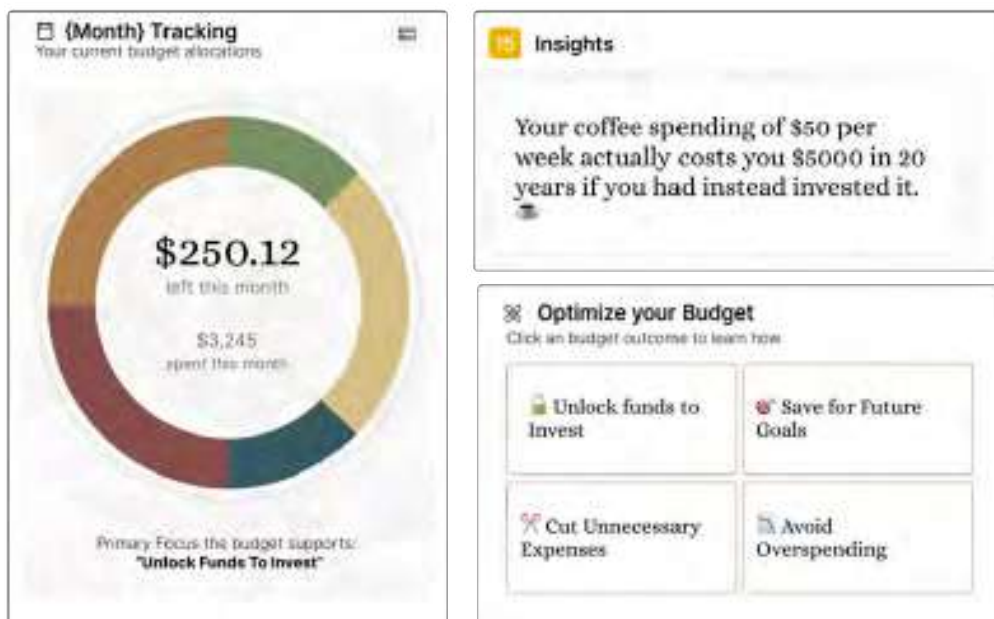 {Month} Tracking
Your current budget allocations
$250.12
left this month
$3,245
spent this month
Primary Focus the budget supports:
"Unlock Funds To Invest"
15 Insights
Your coffee spending of $50 per
week actually costs you $5000 in 20
years if you had instead invested it.
Optimize your Budget
Click an budget outcome to learn how
Unlock funds to
Invest
Save for Future
Goals
Cut Unnecessary
Expenses
Avoid
Overspending